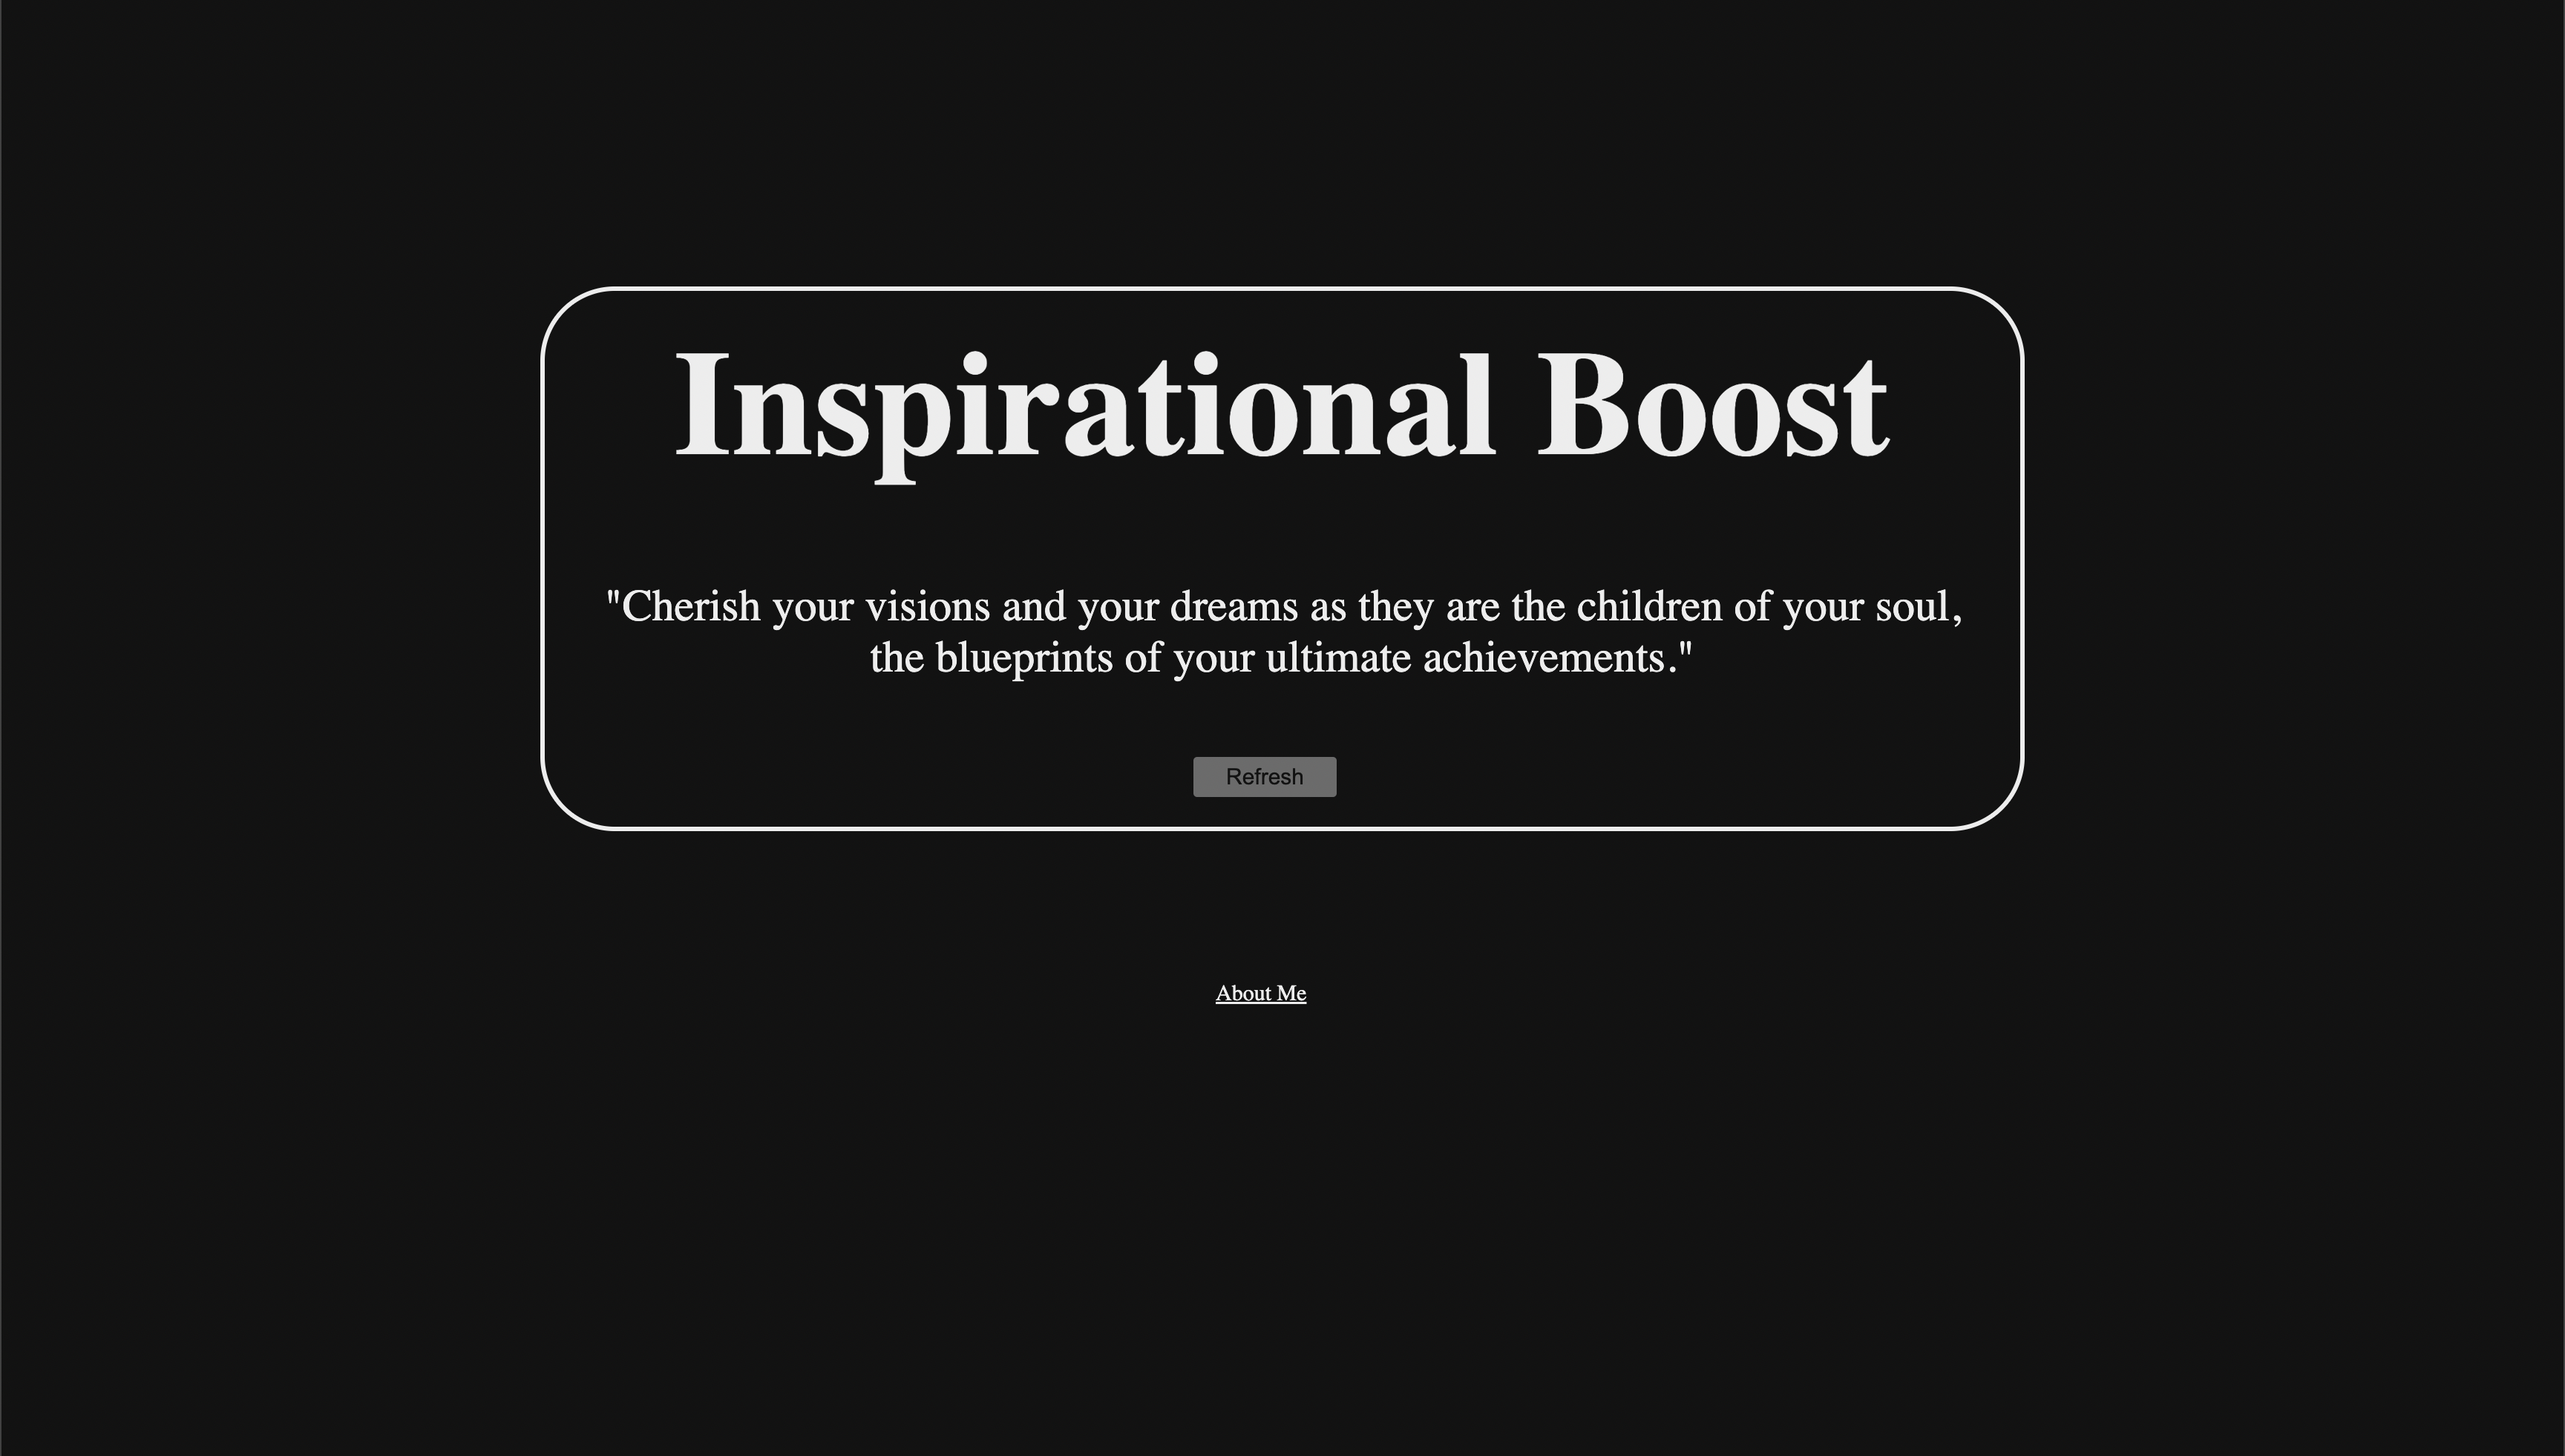 Inspirational Boost
"Cherish your visions and your dreams as they are the children of your soul,
the blueprints of your ultimate achievements."
Refresh
About Me